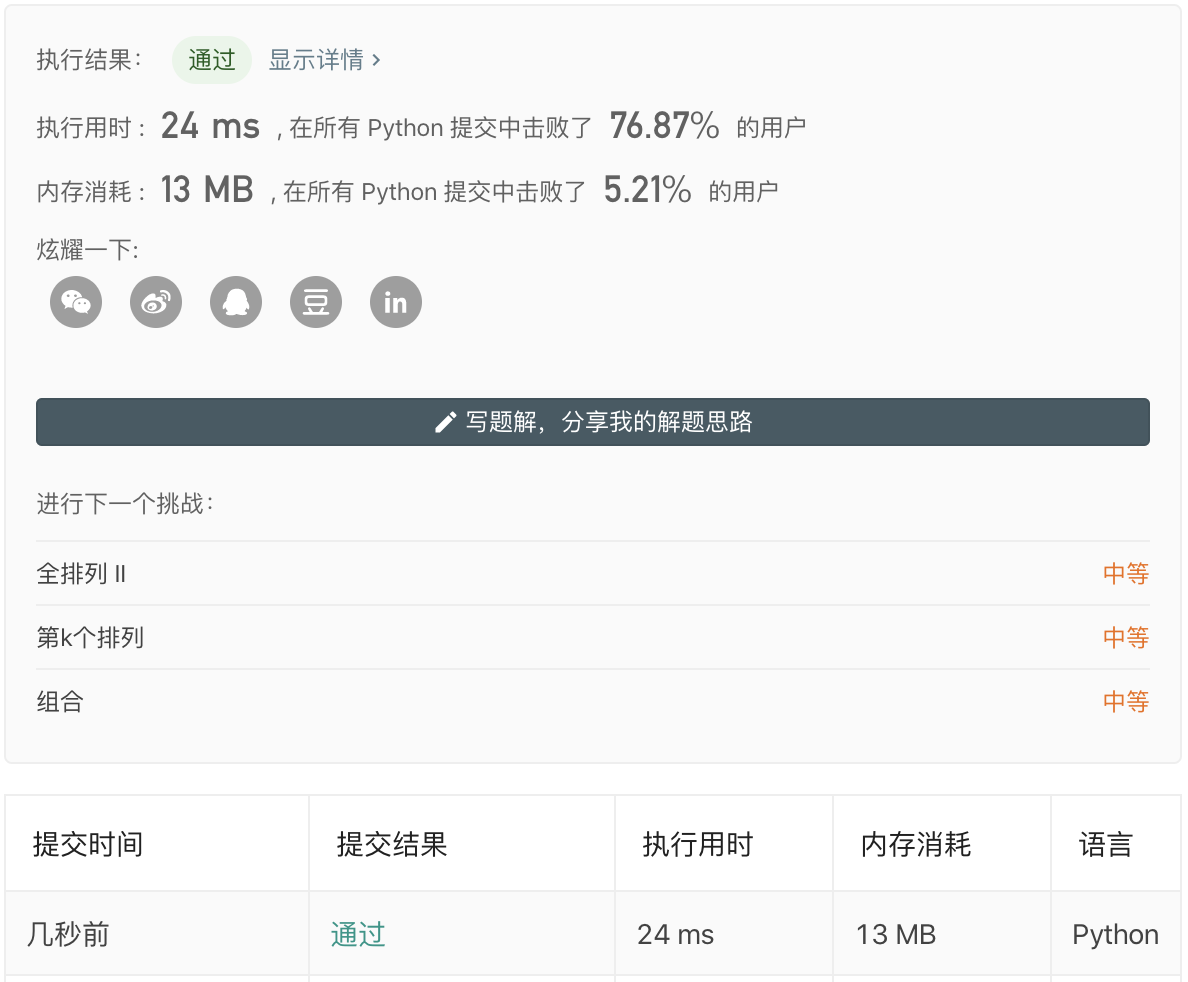 执行结果： 通过 显示详情 ›
执行用时 : 24 ms , 在所有 Python 提交中击败了 76.87% 的用户
内存消耗 : 13 MB , 在所有 Python 提交中击败了 5.21% 的用户
炫耀一下:
豆 in
写题解，分享我的解题思路
进行下一个挑战：
全排列 II 中等
第k个排列 中等
组合 中等
提交时间 提交结果 执行用时 内存消耗 语言
几秒前 通过 24 ms 13 MB Python